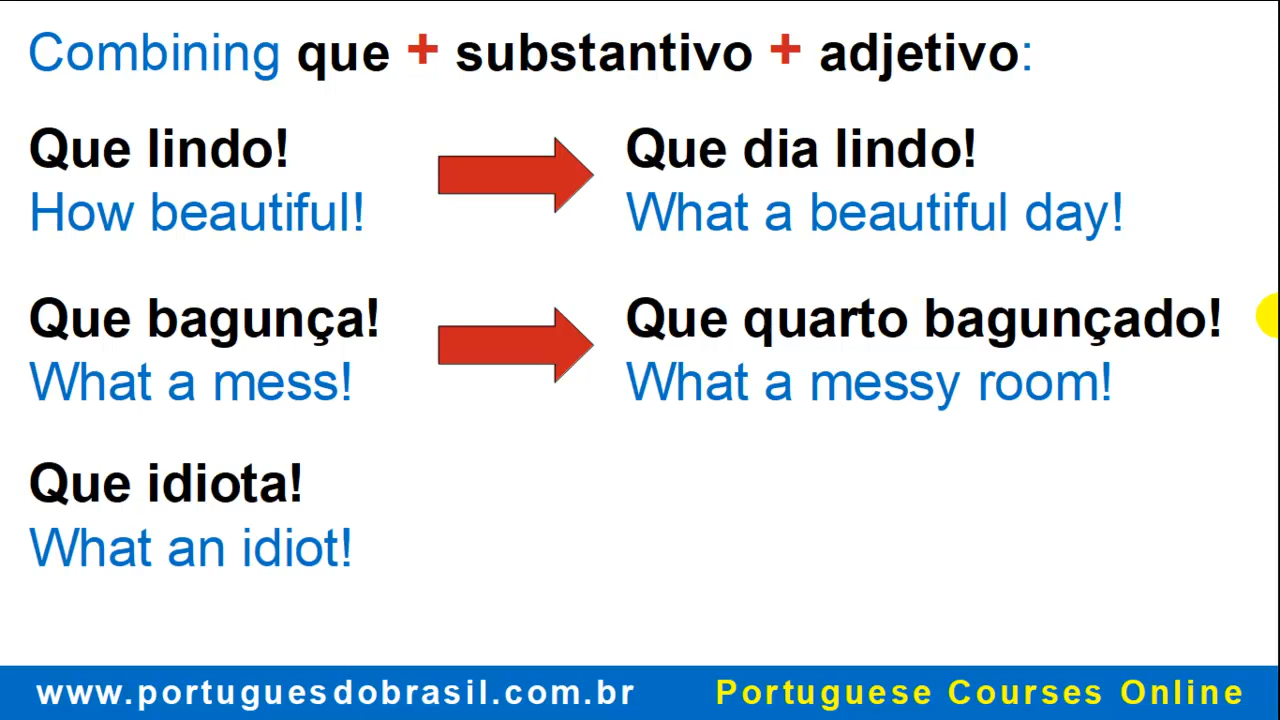 Combining que + substantivo + adjetivo:
Que lindo!
How beautiful!
Que dia lindo!
What a beautiful day!
Que bagunça!
What a mess!
Que quarto bagunçado!
What a messy room!
Que idiota!
What an idiot!
www.portuguesdobrasil.com.br
Portuguese Courses Online